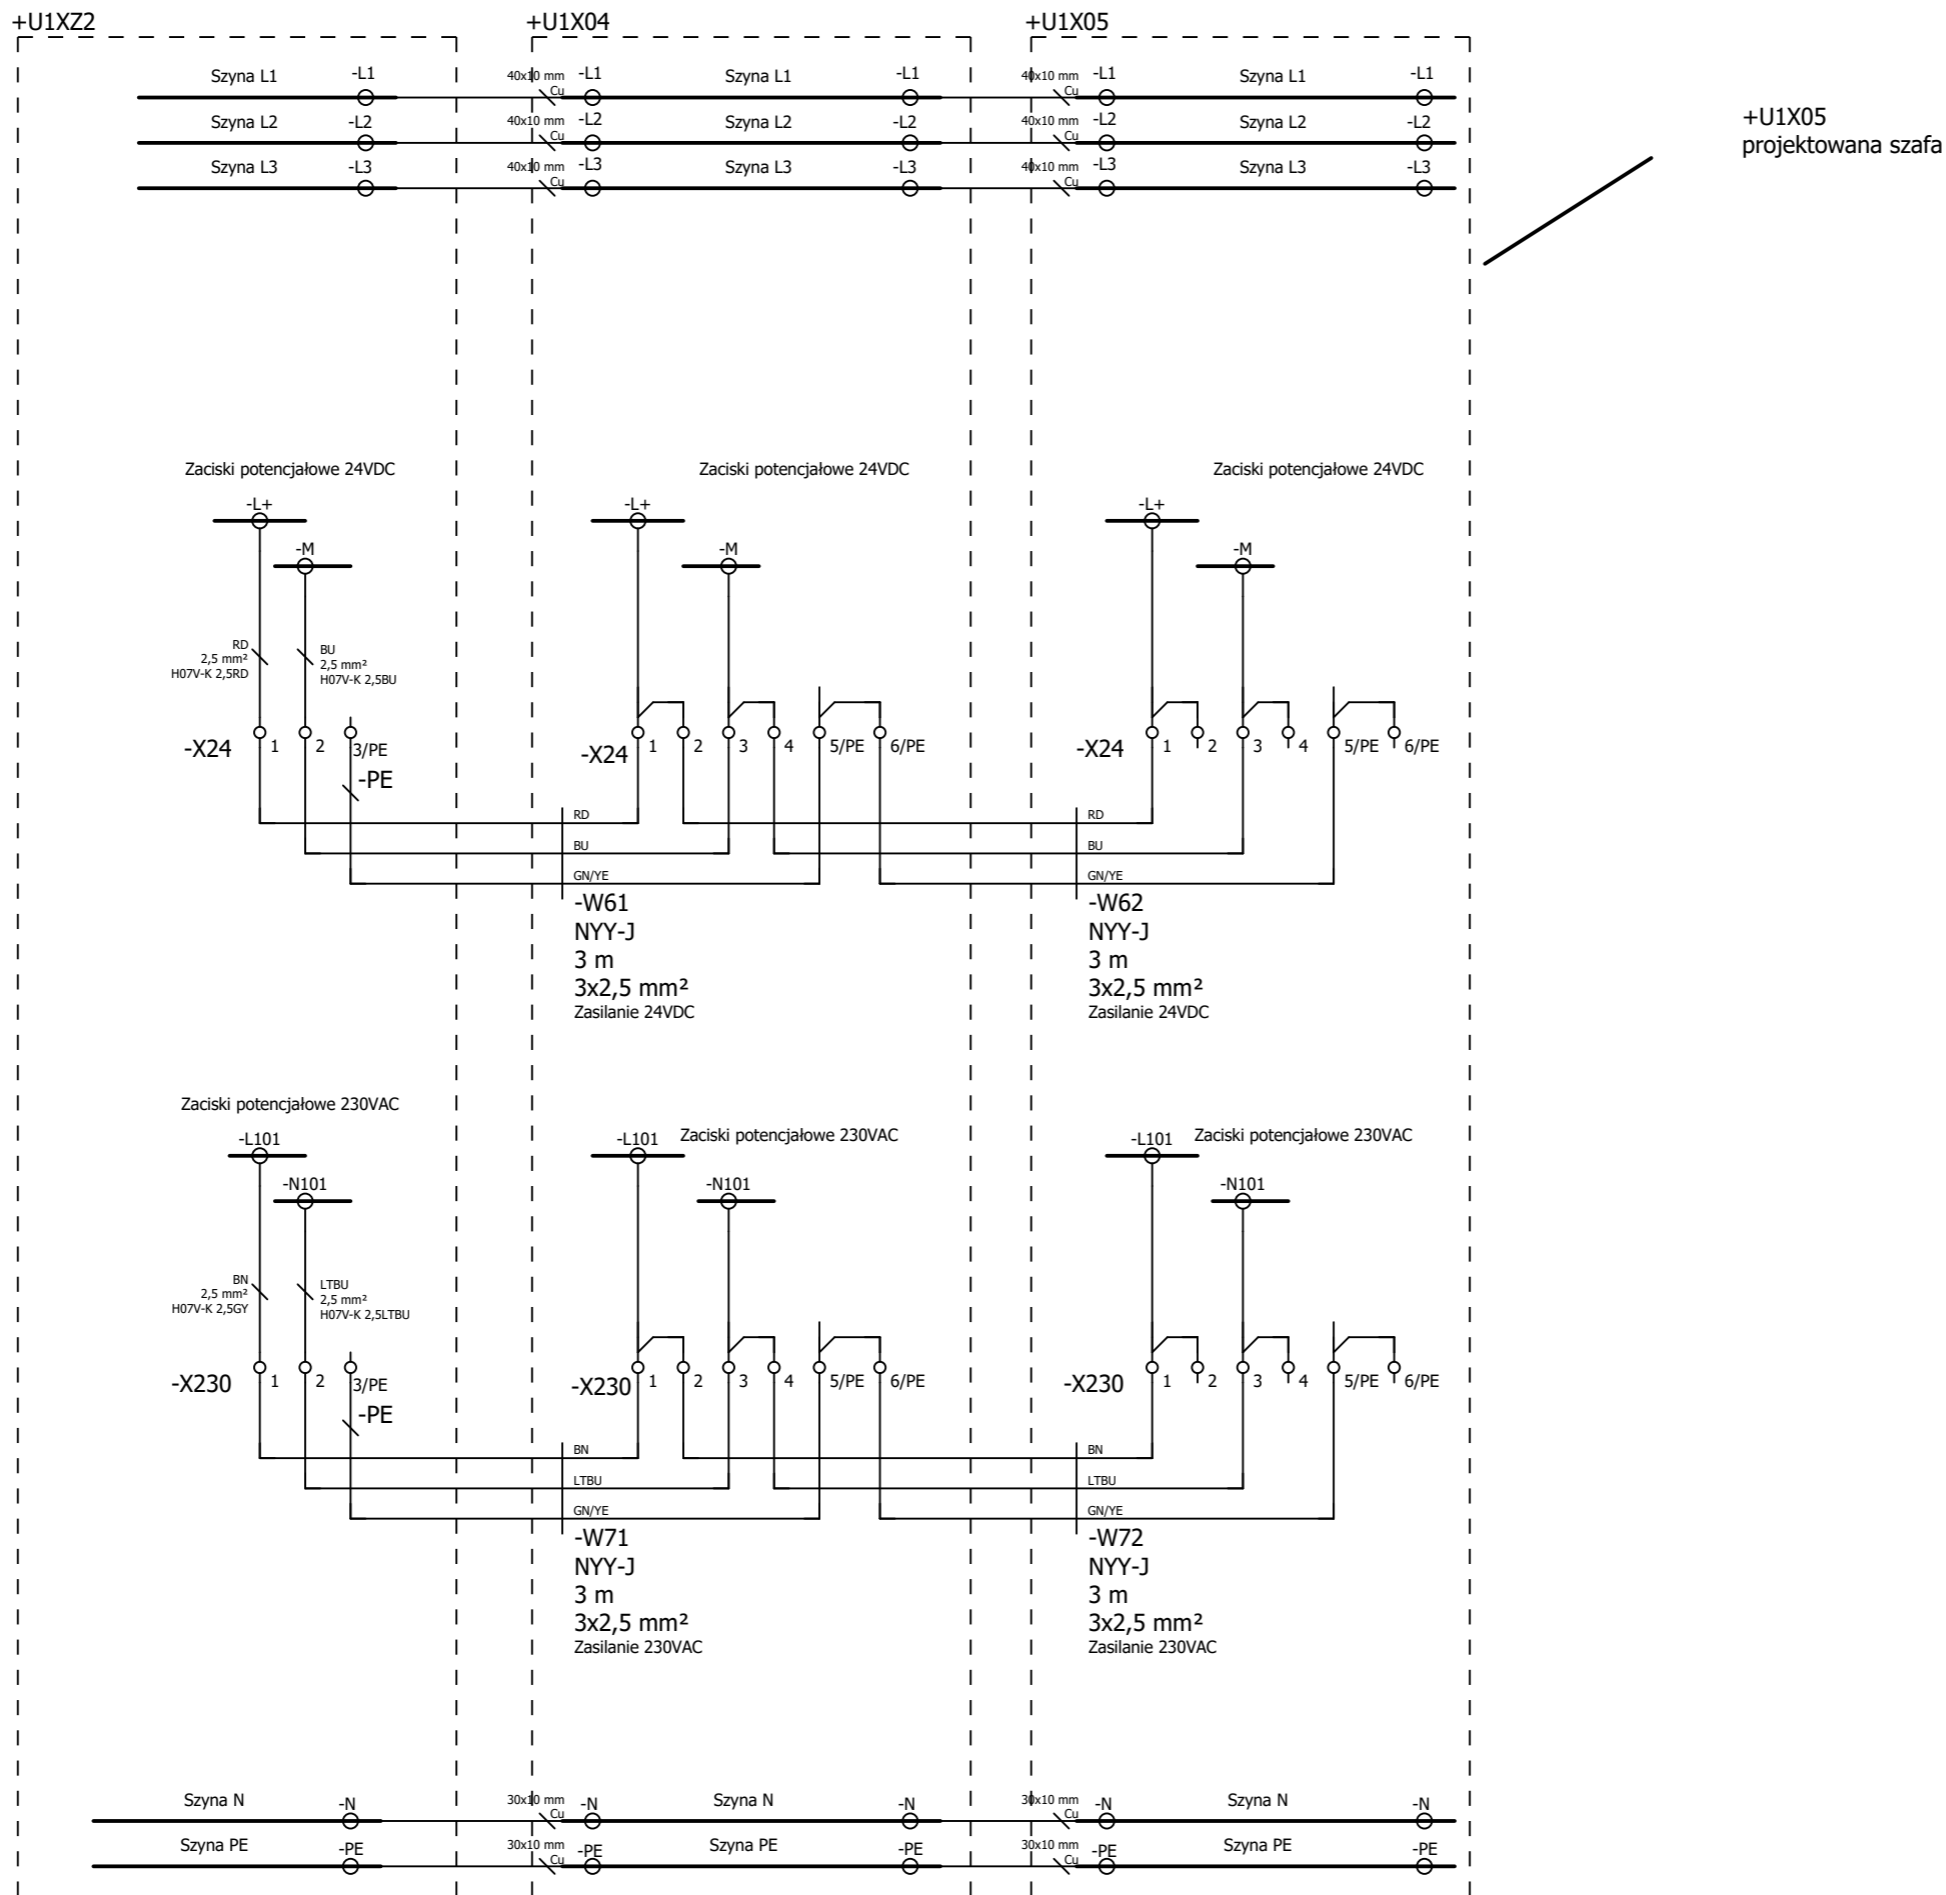 +U1XZ2 +U1X04 +U1X05
Szyna L1 -L1 40x10 mm Cu -L1 Szyna L1 -L1 40x10 mm Cu -L1 Szyna L1 -L1
Szyna L2 -L2 40x10 mm Cu -L2 Szyna L2 -L2 40x10 mm Cu -L2 Szyna L2 -L2
Szyna L3 -L3 40x10 mm Cu -L3 Szyna L3 -L3 40x10 mm Cu -L3 Szyna L3 -L3
+U1X05
projektowana szafa
Zaciski potencjałowe 24VDC Zaciski potencjałowe 24VDC Zaciski potencjałowe 24VDC
-L+ -L+ -L+
-M -M -M
RD
2,5 mm²
H07V-K 2,5RD
BU
2,5 mm²
H07V-K 2,5BU
-X24 1 2 3/PE -X24 1 2 3 4 5/PE 6/PE -X24 1 2 3 4 5/PE 6/PE
-PE
RD RD
BU BU
GN/YE GN/YE
-W61
NYY-J
3 m
3x2,5 mm²
Zasilanie 24VDC
-W62
NYY-J
3 m
3x2,5 mm²
Zasilanie 24VDC
Zaciski potencjałowe 230VAC
-L101 -L101 Zaciski potencjałowe 230VAC -L101 Zaciski potencjałowe 230VAC
-N101 -N101 -N101
BN
2,5 mm²
H07V-K 2,5GY
LTBU
2,5 mm²
H07V-K 2,5LTBU
-X230 1 2 3/PE -X230 1 2 3 4 5/PE 6/PE -X230 1 2 3 4 5/PE 6/PE
-PE
BN BN
LTBU LTBU
GN/YE GN/YE
-W71
NYY-J
3 m
3x2,5 mm²
Zasilanie 230VAC
-W72
NYY-J
3 m
3x2,5 mm²
Zasilanie 230VAC
Szyna N -N 30x10 mm Cu -N Szyna N -N 30x10 mm Cu -N Szyna N -N
Szyna PE -PE 30x10 mm Cu -PE Szyna PE -PE 30x10 mm Cu -PE Szyna PE -PE